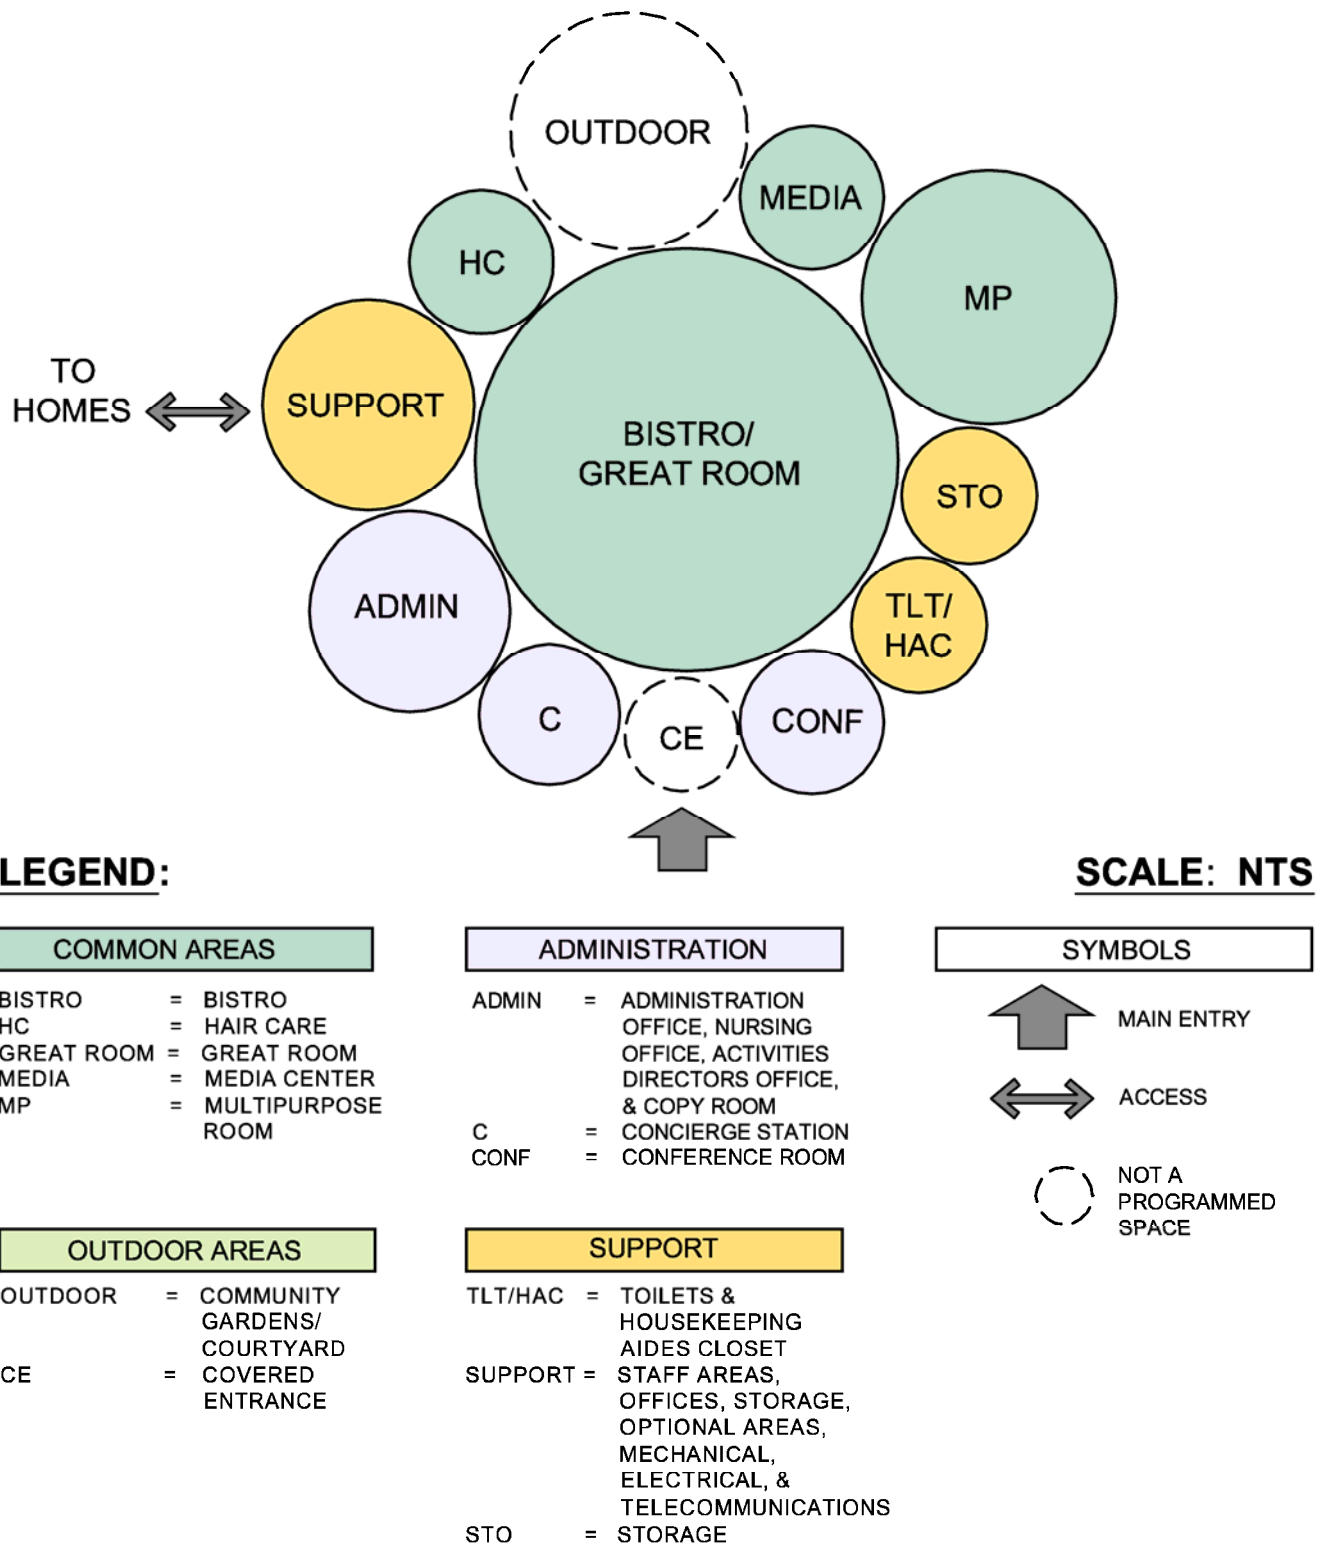 OUTDOOR
MEDIA
HC
MP
TO
HOMES
SUPPORT
BISTRO/
GREAT ROOM
STO
ADMIN
TLT/
HAC
C
CE
CONF
LEGEND:
SCALE: NTS
COMMON AREAS
BISTRO = BISTRO
HC = HAIR CARE
GREAT ROOM = GREAT ROOM
MEDIA = MEDIA CENTER
MP = MULTIPURPOSE
ROOM
ADMINISTRATION
ADMIN = ADMINISTRATION
OFFICE, NURSING
OFFICE, ACTIVITIES
DIRECTORS OFFICE,
& COPY ROOM
C = CONCIERGE STATION
CONF = CONFERENCE ROOM
SYMBOLS
MAIN ENTRY
ACCESS
NOT A
PROGRAMMED
SPACE
OUTDOOR AREAS
OUTDOOR = COMMUNITY
GARDENS/
COURTYARD
CE = COVERED
ENTRANCE
SUPPORT
TLT/HAC = TOILETS &
HOUSEKEEPING
AIDES CLOSET
SUPPORT = STAFF AREAS,
OFFICES, STORAGE,
OPTIONAL AREAS,
MECHANICAL,
ELECTRICAL, &
TELECOMMUNICATIONS
STO = STORAGE